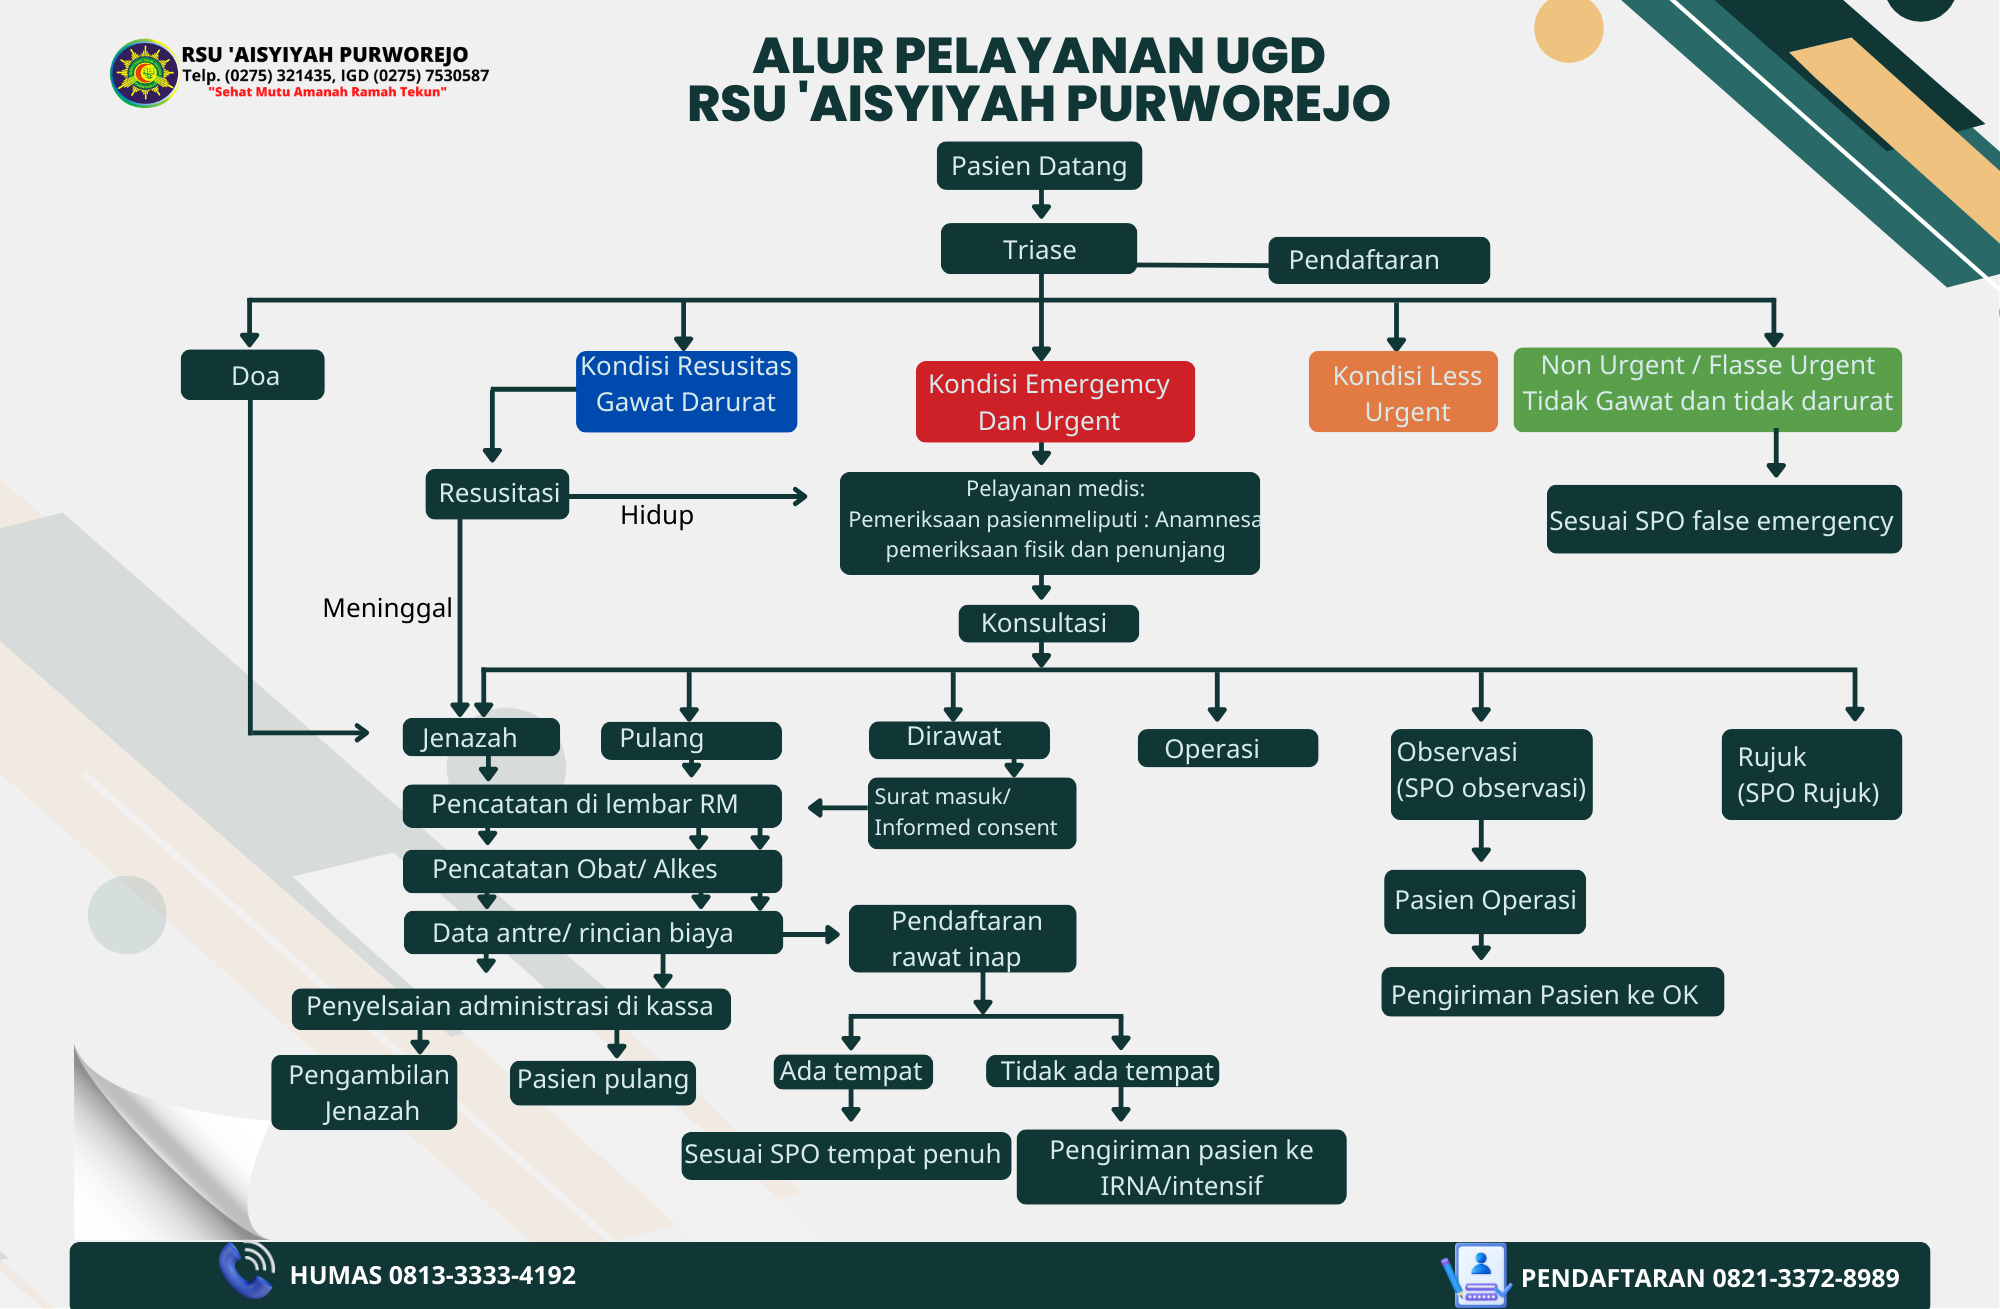 RSU 'AISYIYAH PURWOREJO
Telp. (0275) 321435, IGD (0275) 7530587
"Sehat Mutu Amanah Ramah Tekun"
ALUR PELAYANAN UGD
RSU 'AISYIYAH PURWOREJO
Pasien Datang
Triase
Pendaftaran
Doa
Kondisi Resusitas
Gawat Darurat
Kondisi Emergemcy
Dan Urgent
Kondisi Less
Urgent
Non Urgent / Flasse Urgent
Tidak Gawat dan tidak darurat
Resusitasi
Hidup
Pelayanan medis:
Pemeriksaan pasienmeliputi : Anamnesa
pemeriksaan fisik dan penunjang
Sesuai SPO false emergency
Meninggal
Konsultasi
Jenazah
Pulang
Dirawat
Operasi
Observasi
(SPO observasi)
Rujuk
(SPO Rujuk)
Pencatatan di lembar RM
Surat masuk/
Informed consent
Pencatatan Obat/ Alkes
Pasien Operasi
Data antre/ rincian biaya
Pendaftaran
rawat inap
Penyelsaian administrasi di kassa
Pengiriman Pasien ke OK
Pengambilan
Jenazah
Pasien pulang
Ada tempat
Tidak ada tempat
Sesuai SPO tempat penuh
Pengiriman pasien ke
IRNA/intensif
HUMAS 0813-3333-4192
PENDAFTARAN 0821-3372-8989